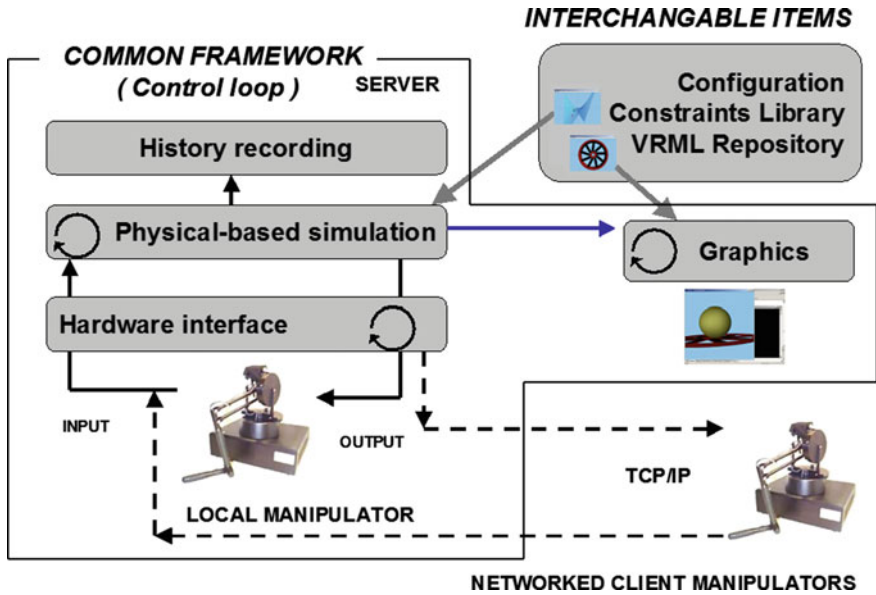 INTERCHANGABLE ITEMS
COMMON FRAMEWORK
( Control loop )
SERVER
Configuration
Constraints Library
VRML Repository
History recording
Physical-based simulation
Graphics
Hardware interface
INPUT
OUTPUT
TCP/IP
LOCAL MANIPULATOR
NETWORKED CLIENT MANIPULATORS